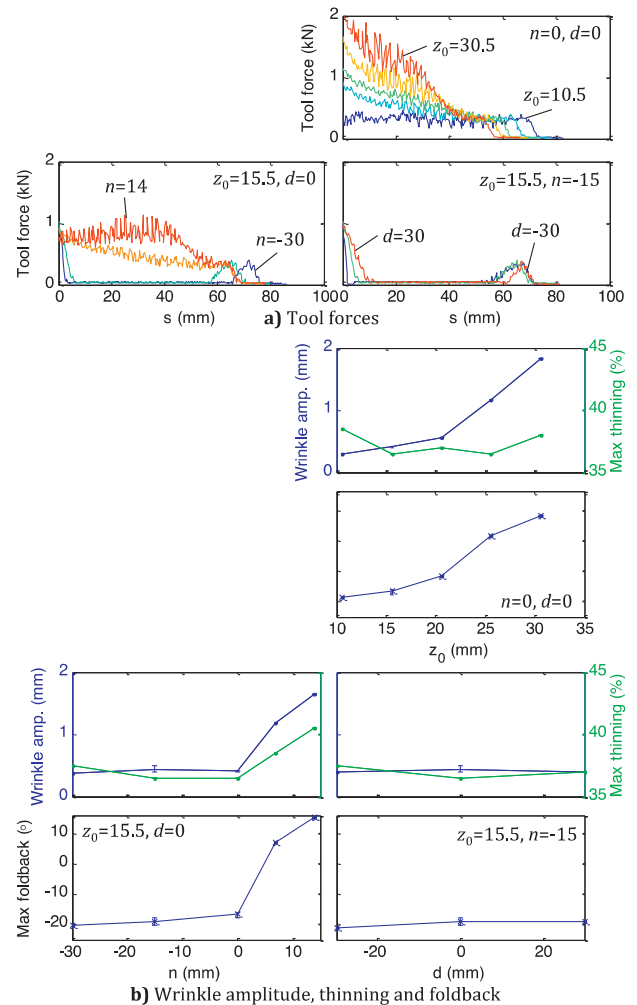 2
z0=30.5
n=0, d=0
Tool force (kN)
1
z0=10.5
0
2
n=14
z0=15.5, d=0
z0=15.5, n=-15
Tool force (kN)
1
n=-30
d=30
d=-30
0
0 20 40 60 80 100
0 20 40 60 80 100
s (mm)
s (mm)
a) Tool forces
2
45
Wrinkle amp. (mm)
1
40
Max thinning (%)
0
35
n=0, d=0
10 15 20 25 30 35
z0 (mm)
2
45
Wrinkle amp. (mm)
1
40
Max thinning (%)
0
35
Max foldback (o)
10
0
-10
-20
z0=15.5, d=0
z0=15.5, n=-15
-30 -20 -10 0 10
-20 0 20
n (mm)
d (mm)
b) Wrinkle amplitude, thinning and foldback